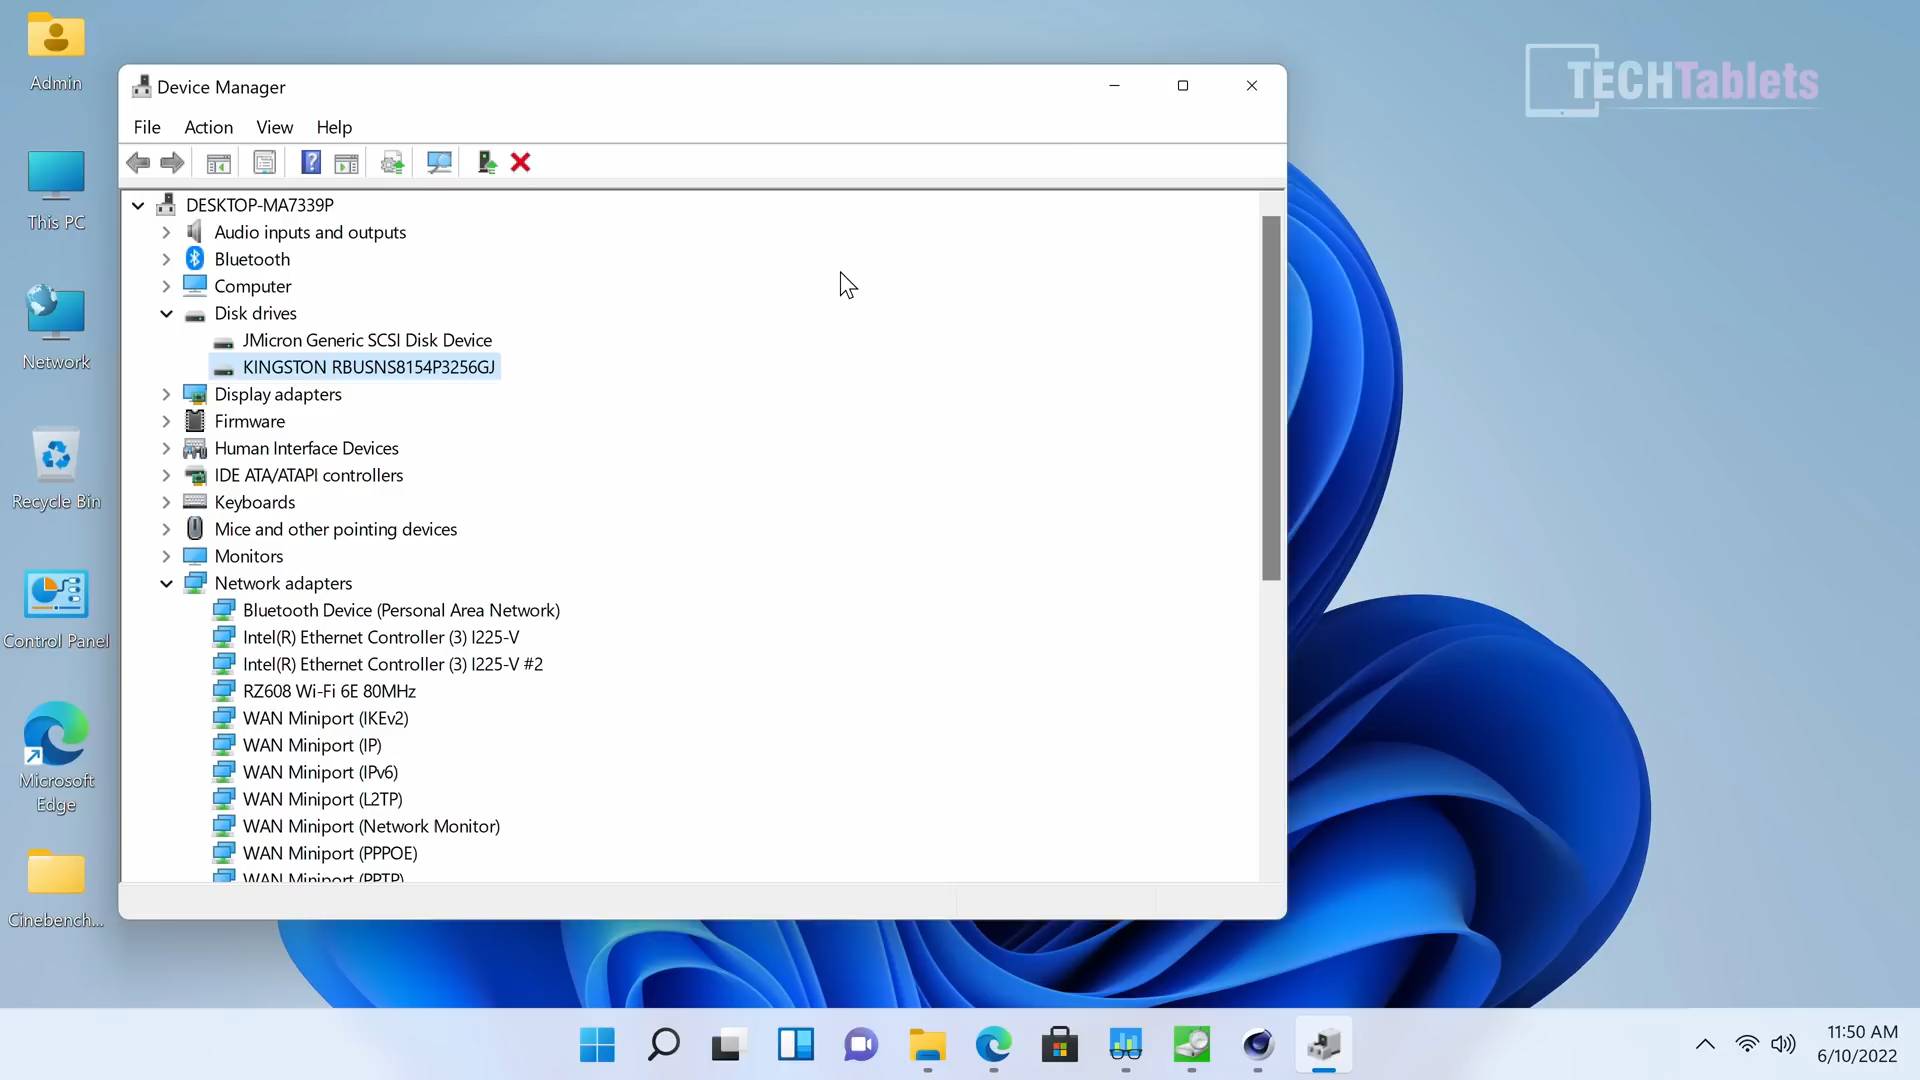 Admin
This PC
Network
Recycle Bin
Control Panel
Microsoft
Edge
Cinebench...
TECHTablets
Device Manager
File Action View Help
DESKTOP-MA7339P
Audio inputs and outputs
Bluetooth
Computer
Disk drives
JMicron Generic SCSI Disk Device
KINGSTON RBUSNS8154P3256GJ
Display adapters
Firmware
Human Interface Devices
IDE ATA/ATAPI controllers
Keyboards
Mice and other pointing devices
Monitors
Network adapters
Bluetooth Device (Personal Area Network)
Intel(R) Ethernet Controller (3) I225-V
Intel(R) Ethernet Controller (3) I225-V #2
RZ608 Wi-Fi 6E 80MHz
WAN Miniport (IKEv2)
WAN Miniport (IP)
WAN Miniport (IPv6)
WAN Miniport (L2TP)
WAN Miniport (Network Monitor)
WAN Miniport (PPPOE)
WAN Miniport (PPTP)
11:50 AM
6/10/2022